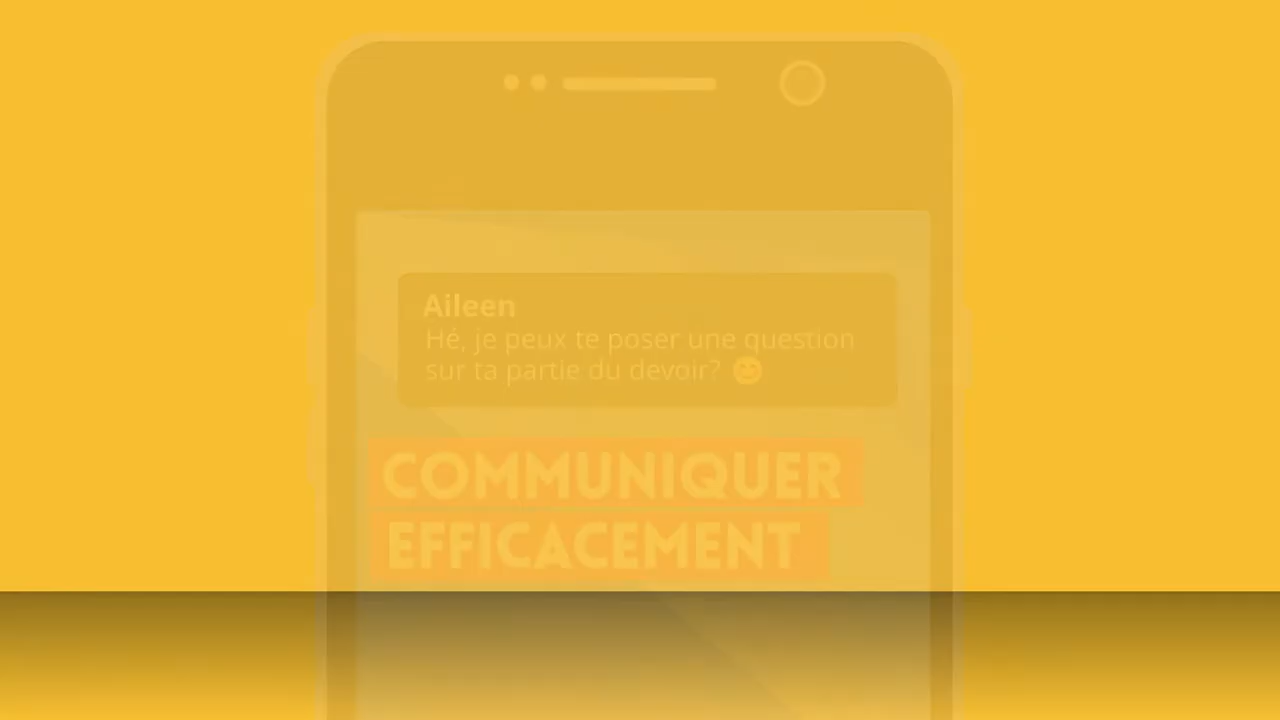 Aileen
Hé, je peux te poser une question
sur ta partie du devoir? 😉
COMMUNIQUER
EFFICACEMENT